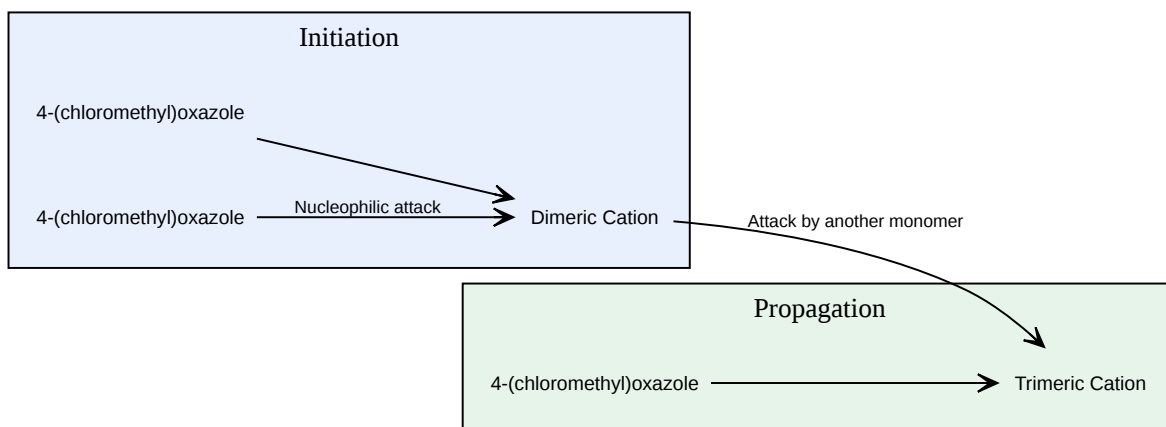 Initiation
4-(chloromethyl)oxazole
4-(chloromethyl)oxazole
Nucleophilic attack
Dimeric Cation
Attack by another monomer
Propagation
4-(chloromethyl)oxazole
Trimeric Cation